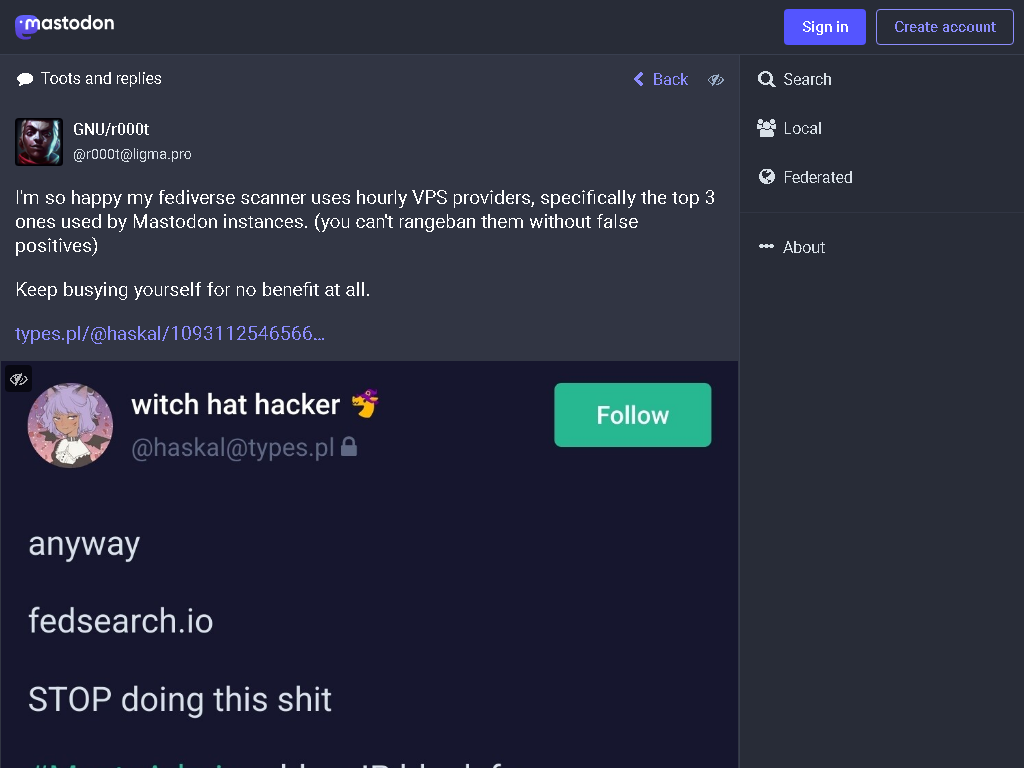 mastodon
Sign in
Create account
Toots and replies
Back
Search
Local
Federated
About
GNU/r000t
@r000t@ligma.pro
I'm so happy my fediverse scanner uses hourly VPS providers, specifically the top 3
ones used by Mastodon instances. (you can't rangeban them without false
positives)
Keep busying yourself for no benefit at all.
types.pl/@haskal/1093112546566…
witch hat hacker
@haskal@types.pl
Follow
anyway
fedsearch.io
STOP doing this shit